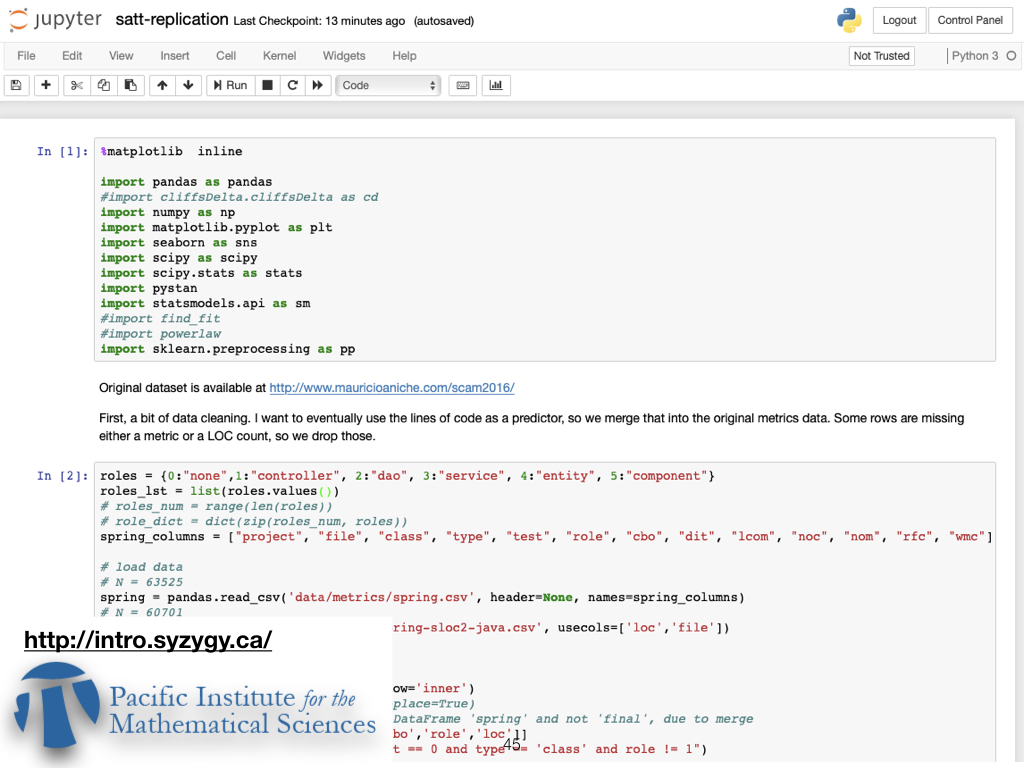 jupyter satt-replication Last Checkpoint: 13 minutes ago (autosaved)
Logout Control Panel
File Edit View Insert Cell Kernel Widgets Help
Not Trusted Python 3
Run Code
In [1]: %matplotlib inline
import pandas as pandas
#import cliffsDelta.cliffsDelta as cd
import numpy as np
import matplotlib.pyplot as plt
import seaborn as sns
import scipy as scipy
import scipy.stats as stats
import pystan
import statsmodels.api as sm
#import find_fit
#import powerlaw
import sklearn.preprocessing as pp
Original dataset is available at http://www.mauricioaniche.com/scam2016/
First, a bit of data cleaning. I want to eventually use the lines of code as a predictor, so we merge that into the original metrics data. Some rows are missing
either a metric or a LOC count, so we drop those.
In [2]: roles = {0:"none",1:"controller", 2:"dao", 3:"service", 4:"entity", 5:"component"}
roles_lst = list(roles.values())
# roles_num = range(len(roles))
# role_dict = dict(zip(roles_num, roles))
spring_columns = ["project", "file", "class", "type", "test", "role", "cbo", "dit", "lcom", "noc", "nom", "rfc", "wmc"]
# load data
# N = 63525
spring = pandas.read_csv('data/metrics/spring.csv', header=None, names=spring_columns)
# N = 60701
ring-sloc2-java.csv', usecols=['loc','file'])
ow='inner')
place=True)
DataFrame 'spring' and not 'final', due to merge
bo','role','loc']]
t == 0 and type == 'class' and role != 1")
http://intro.syzygy.ca/
Pacific Institute for the
Mathematical Sciences
45